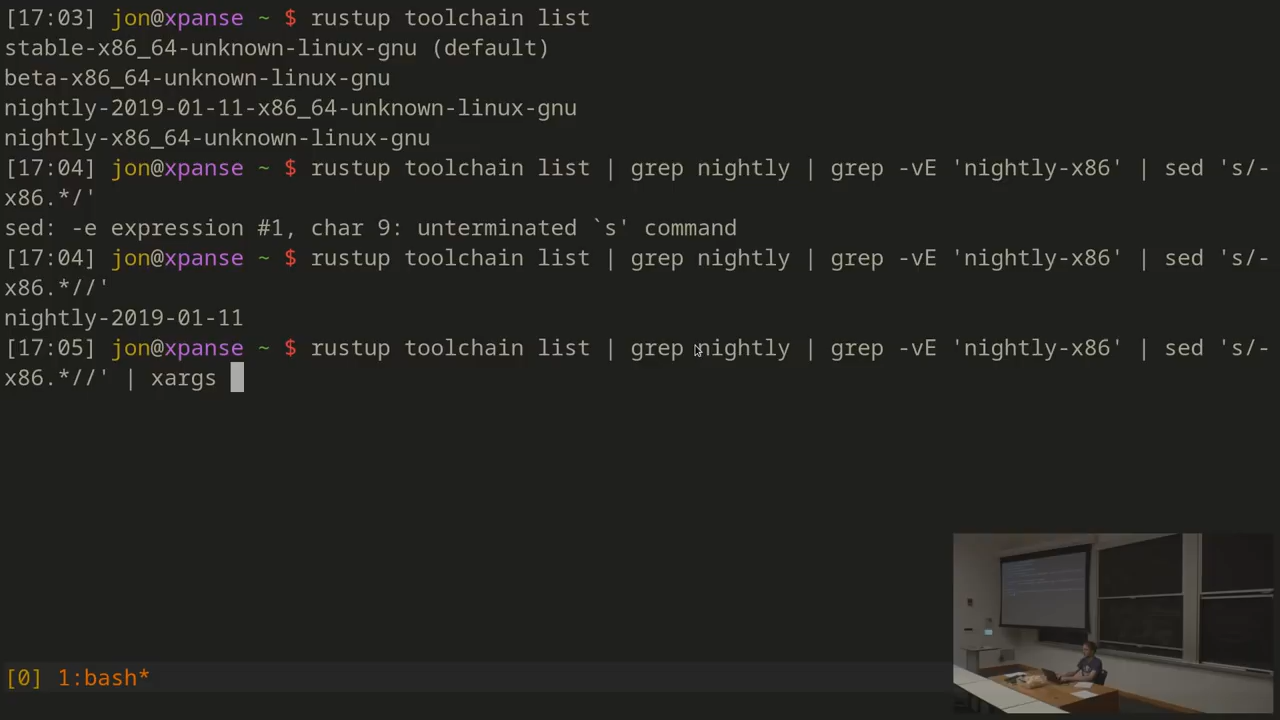 [17:03] jon@xpanse ~ $ rustup toolchain list
stable-x86_64-unknown-linux-gnu (default)
beta-x86_64-unknown-linux-gnu
nightly-2019-01-11-x86_64-unknown-linux-gnu
nightly-x86_64-unknown-linux-gnu
[17:04] jon@xpanse ~ $ rustup toolchain list | grep nightly | grep -vE 'nightly-x86' | sed 's/-
x86.*/'
sed: -e expression #1, char 9: unterminated `s' command
[17:04] jon@xpanse ~ $ rustup toolchain list | grep nightly | grep -vE 'nightly-x86' | sed 's/-
x86.*//'
nightly-2019-01-11
[17:05] jon@xpanse ~ $ rustup toolchain list | grep nightly | grep -vE 'nightly-x86' | sed 's/-
x86.*//' | xargs
[0] 1:bash*